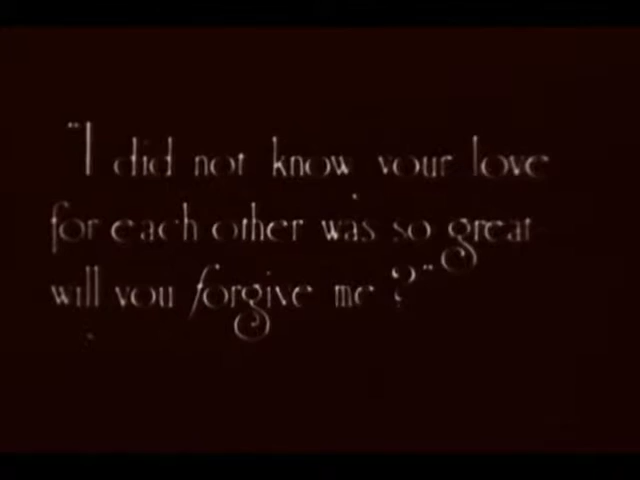 "I did not know your love
for each other was so great
will you forgive me?"